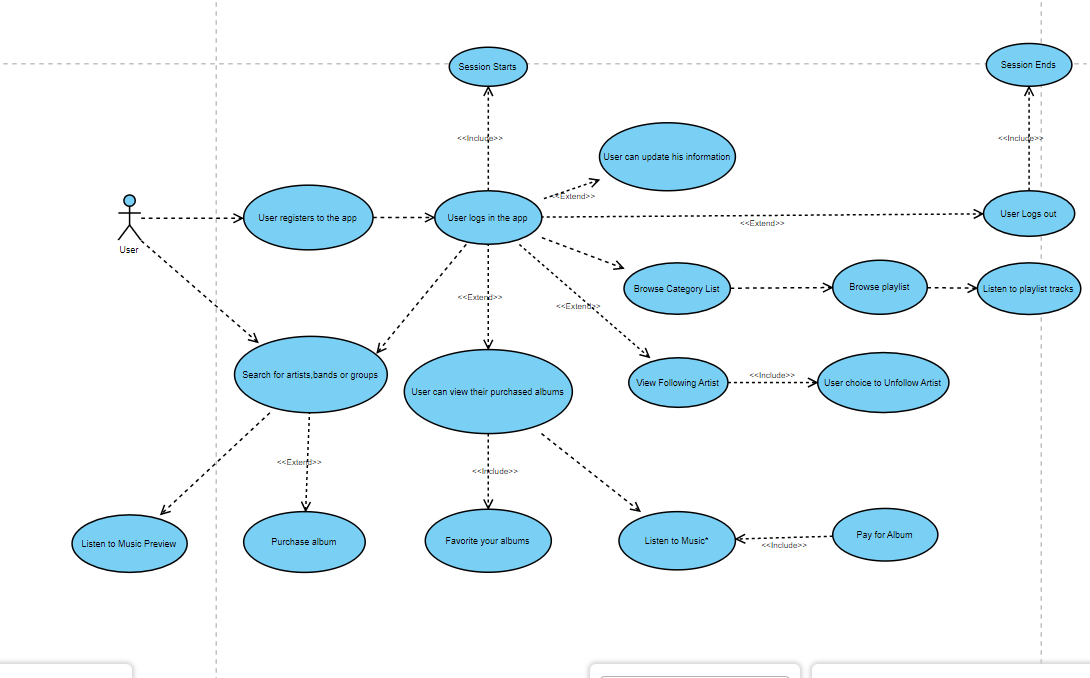 Session Starts
Session Ends
<<Include>>
<<Include>>
User can update his information
<<Extend>>
User registers to the app
User logs in the app
User Logs out
<<Extend>>
User
Browse Category List
Browse playlist
Listen to playlist tracks
<<Extend>>
<<Extend>>
Search for artists,bands or groups
User can view their purchased albums
View Following Artist
<<Include>>
User choice to Unfollow Artist
<<Extend>>
<<Include>>
Listen to Music Preview
Purchase album
Favorite your albums
Listen to Music*
<<Include>>
Pay for Album